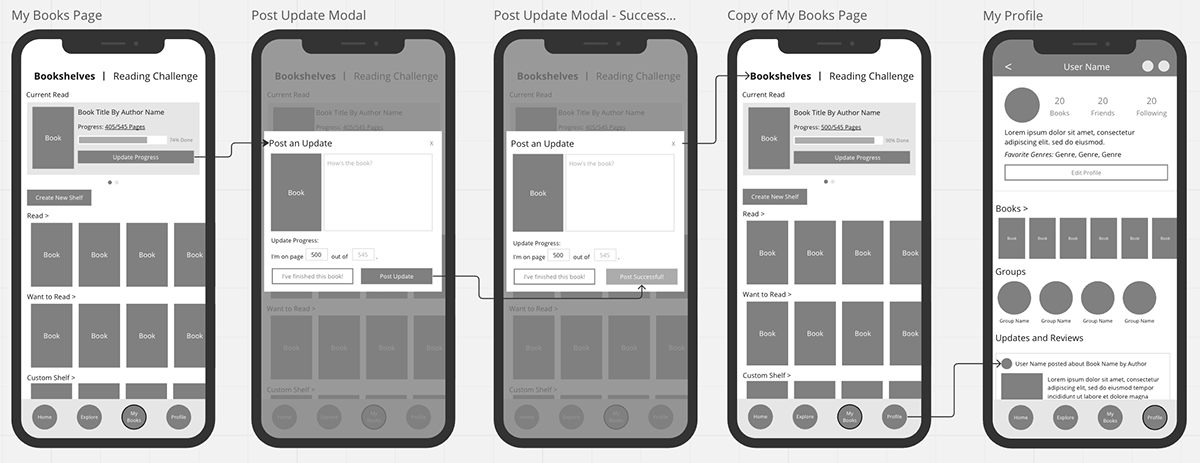 My Books Page
Bookshelves | Reading Challenge
Current Read
Book
Book Title By Author Name
Progress: 405/545 Pages
74% Done
Update Progress
Create New Shelf
Read >
Book Book Book Book
Want to Read >
Book Book Book Book
Custom Shelf >
Home Explore My Books Profile
Post Update Modal
Bookshelves | Reading Challenge
Current Read
Book Title By Author Name
Progress: 405/545 Pages
Post an Update
x
Book
How's the book?
Update Progress:
I'm on page 500 out of 545 .
I've finished this book!
Post Update
Want to Read >
Book Book Book Book
Custom Shelf >
Home Explore My Books Profile
Post Update Modal - Success...
Bookshelves | Reading Challenge
Current Read
Book Title By Author Name
Progress: 405/545 Pages
Post an Update
x
Book
How's the book?
Update Progress:
I'm on page 500 out of 545 .
I've finished this book!
Post Successful!
Want to Read >
Book Book Book Book
Custom Shelf >
Home Explore My Books Profile
Copy of My Books Page
Bookshelves | Reading Challenge
Current Read
Book
Book Title By Author Name
Progress: 500/545 Pages
90% Done
Update Progress
Create New Shelf
Read >
Book Book Book Book
Want to Read >
Book Book Book Book
Custom Shelf >
Home Explore My Books Profile
My Profile
< User Name
20 20 20
Books Friends Following
Lorem ipsum dolor sit amet, consectetur
adipiscing elit, sed do eiusmod.
Favorite Genres: Genre, Genre, Genre
Edit Profile
Books >
Book Book Book Book Book Book
Groups
Group Name Group Name Group Name Group Name
Updates and Reviews
User Name posted about Book Name by Author
Lorem ipsum dolor sit amet, consectetur
adipiscing elit, sed do eiusmod tempor
incididunt ut labore et dolore magna
Home Explore My Books Profile